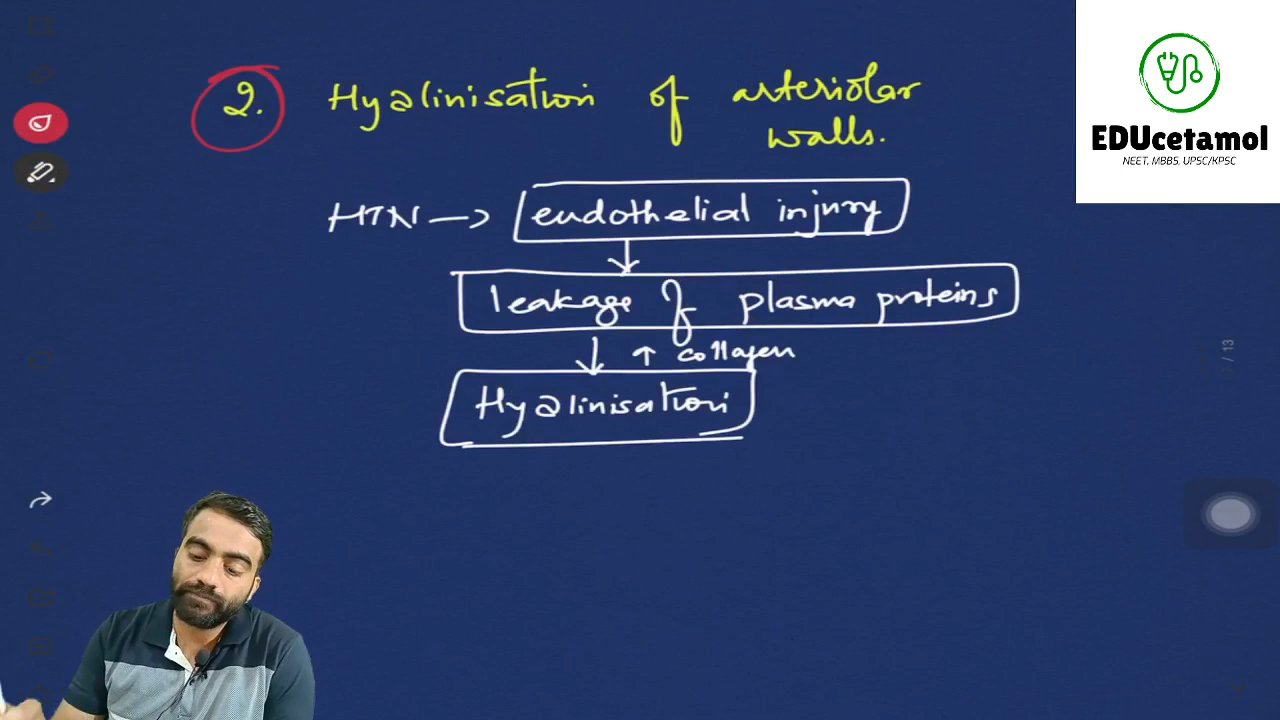 2. Hyalinisation of arteriolar
walls.
HTN → endothelial injury
↓
leakage of plasma proteins
↓ ↑ collagen
Hyalinisation
EDUcetamol
NEET, MBBS, UPSC/KPSC
/ 13